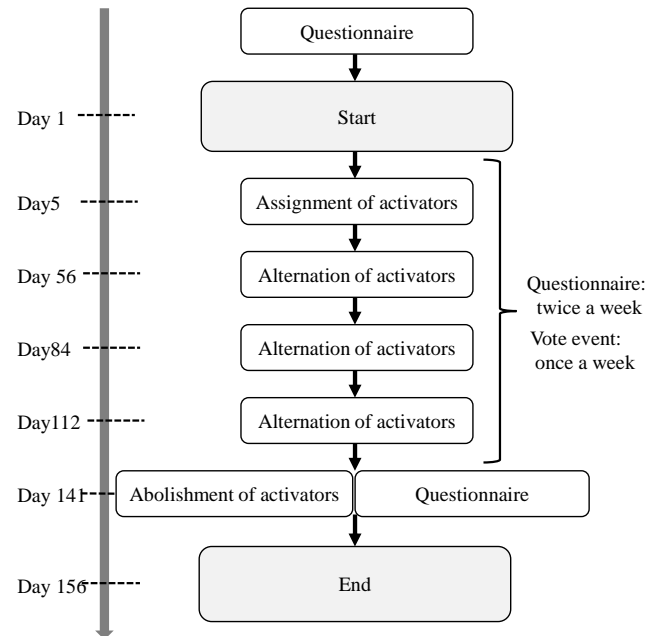 Questionnaire
Day 1
Start
Day5
Assignment of activators
Day 56
Alternation of activators
Questionnaire:
twice a week
Vote event:
once a week
Day84
Alternation of activators
Day112
Alternation of activators
Day 141
Abolishment of activators
Questionnaire
Day 156
End